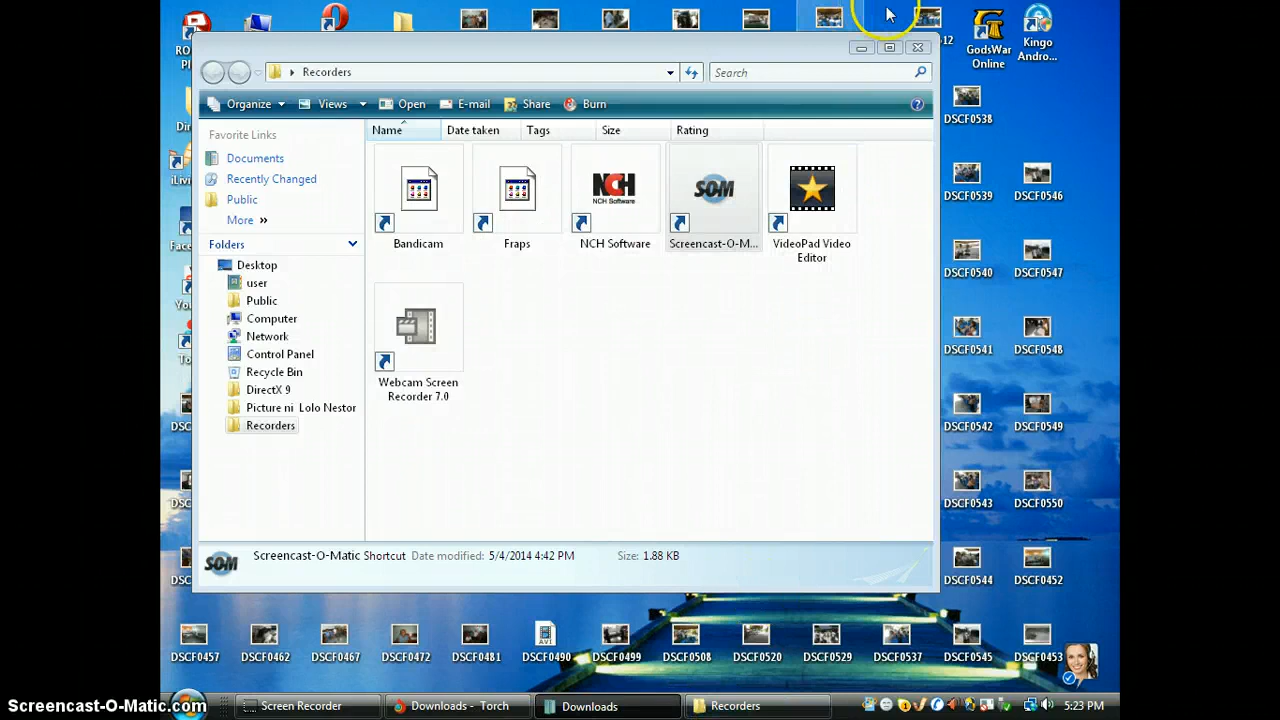 GodsWar
Online
Kingo
Andro...
Recorders
Search
Organize
Views
Open
E-mail
Share
Burn
Name
Date taken
Tags
Size
Rating
Favorite Links
Documents
Recently Changed
Public
More »
Folders
Desktop
user
Public
Computer
Network
Control Panel
Recycle Bin
DirectX 9
Picture ni Lolo Nestor
Recorders
Bandicam
Fraps
NCH Software
NCH Software
SOM
Screencast-O-M...
VideoPad Video
Editor
Webcam Screen
Recorder 7.0
SOM
Screencast-O-Matic Shortcut
Date modified: 5/4/2014 4:42 PM
Size: 1.88 KB
DSCF0538
DSCF0539
DSCF0546
DSCF0540
DSCF0547
DSCF0541
DSCF0548
DSCF0542
DSCF0549
DSCF0543
DSCF0550
DSCF0544
DSCF0452
DSCF0457
DSCF0462
DSCF0467
DSCF0472
DSCF0481
AVI
DSCF0490
DSCF0499
DSCF0508
DSCF0520
DSCF0529
DSCF0537
DSCF0545
DSCF0453
Screen Recorder
Downloads - Torch
Downloads
Recorders
5:23 PM
Screencast-O-Matic.com